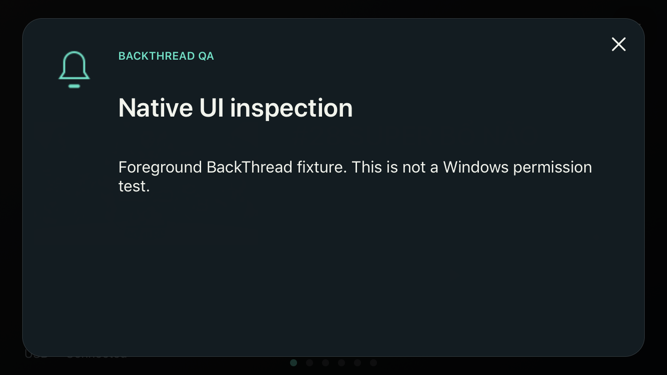 BACKTHREAD QA
Native UI inspection
Foreground BackThread fixture. This is not a Windows permission
test.